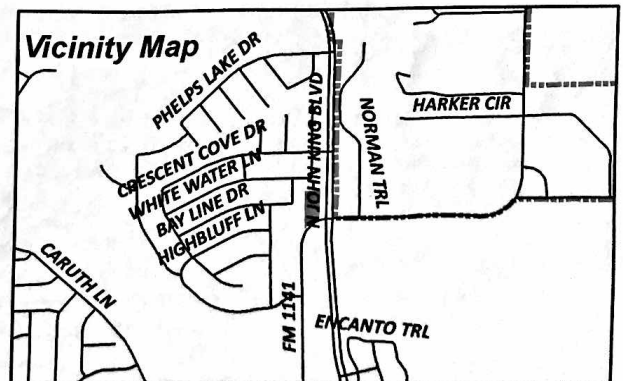 Vicinity Map
PHELPS LAKE DR
HARKER CIR
N JOHN KING BLVD
NORMAN TRL
CRESCENT COVE DR
WHITE WATER LN
BAY LINE DR
HIGHBLUFF LN
CARUTH LN
FM 1141
ENCANTO TRL